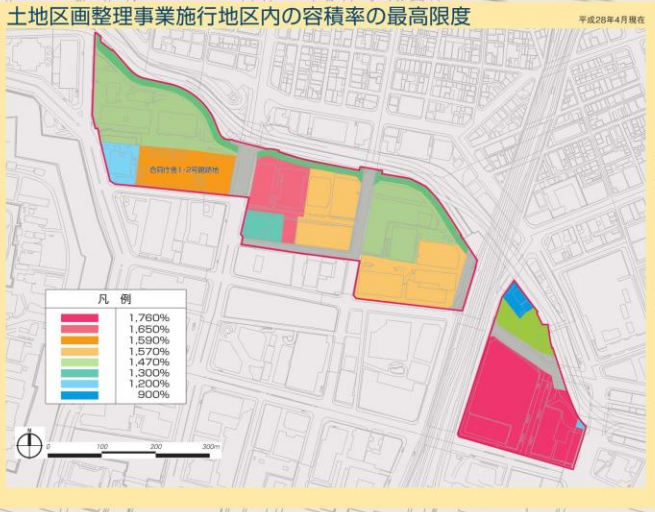 土地区画整理事業施行地区内の容積率の最高限度
平成28年4月現在
合同庁舎1・2号館跡地
凡 例
1,760%
1,650%
1,590%
1,570%
1,470%
1,300%
1,200%
900%
N
0 100 200 300m